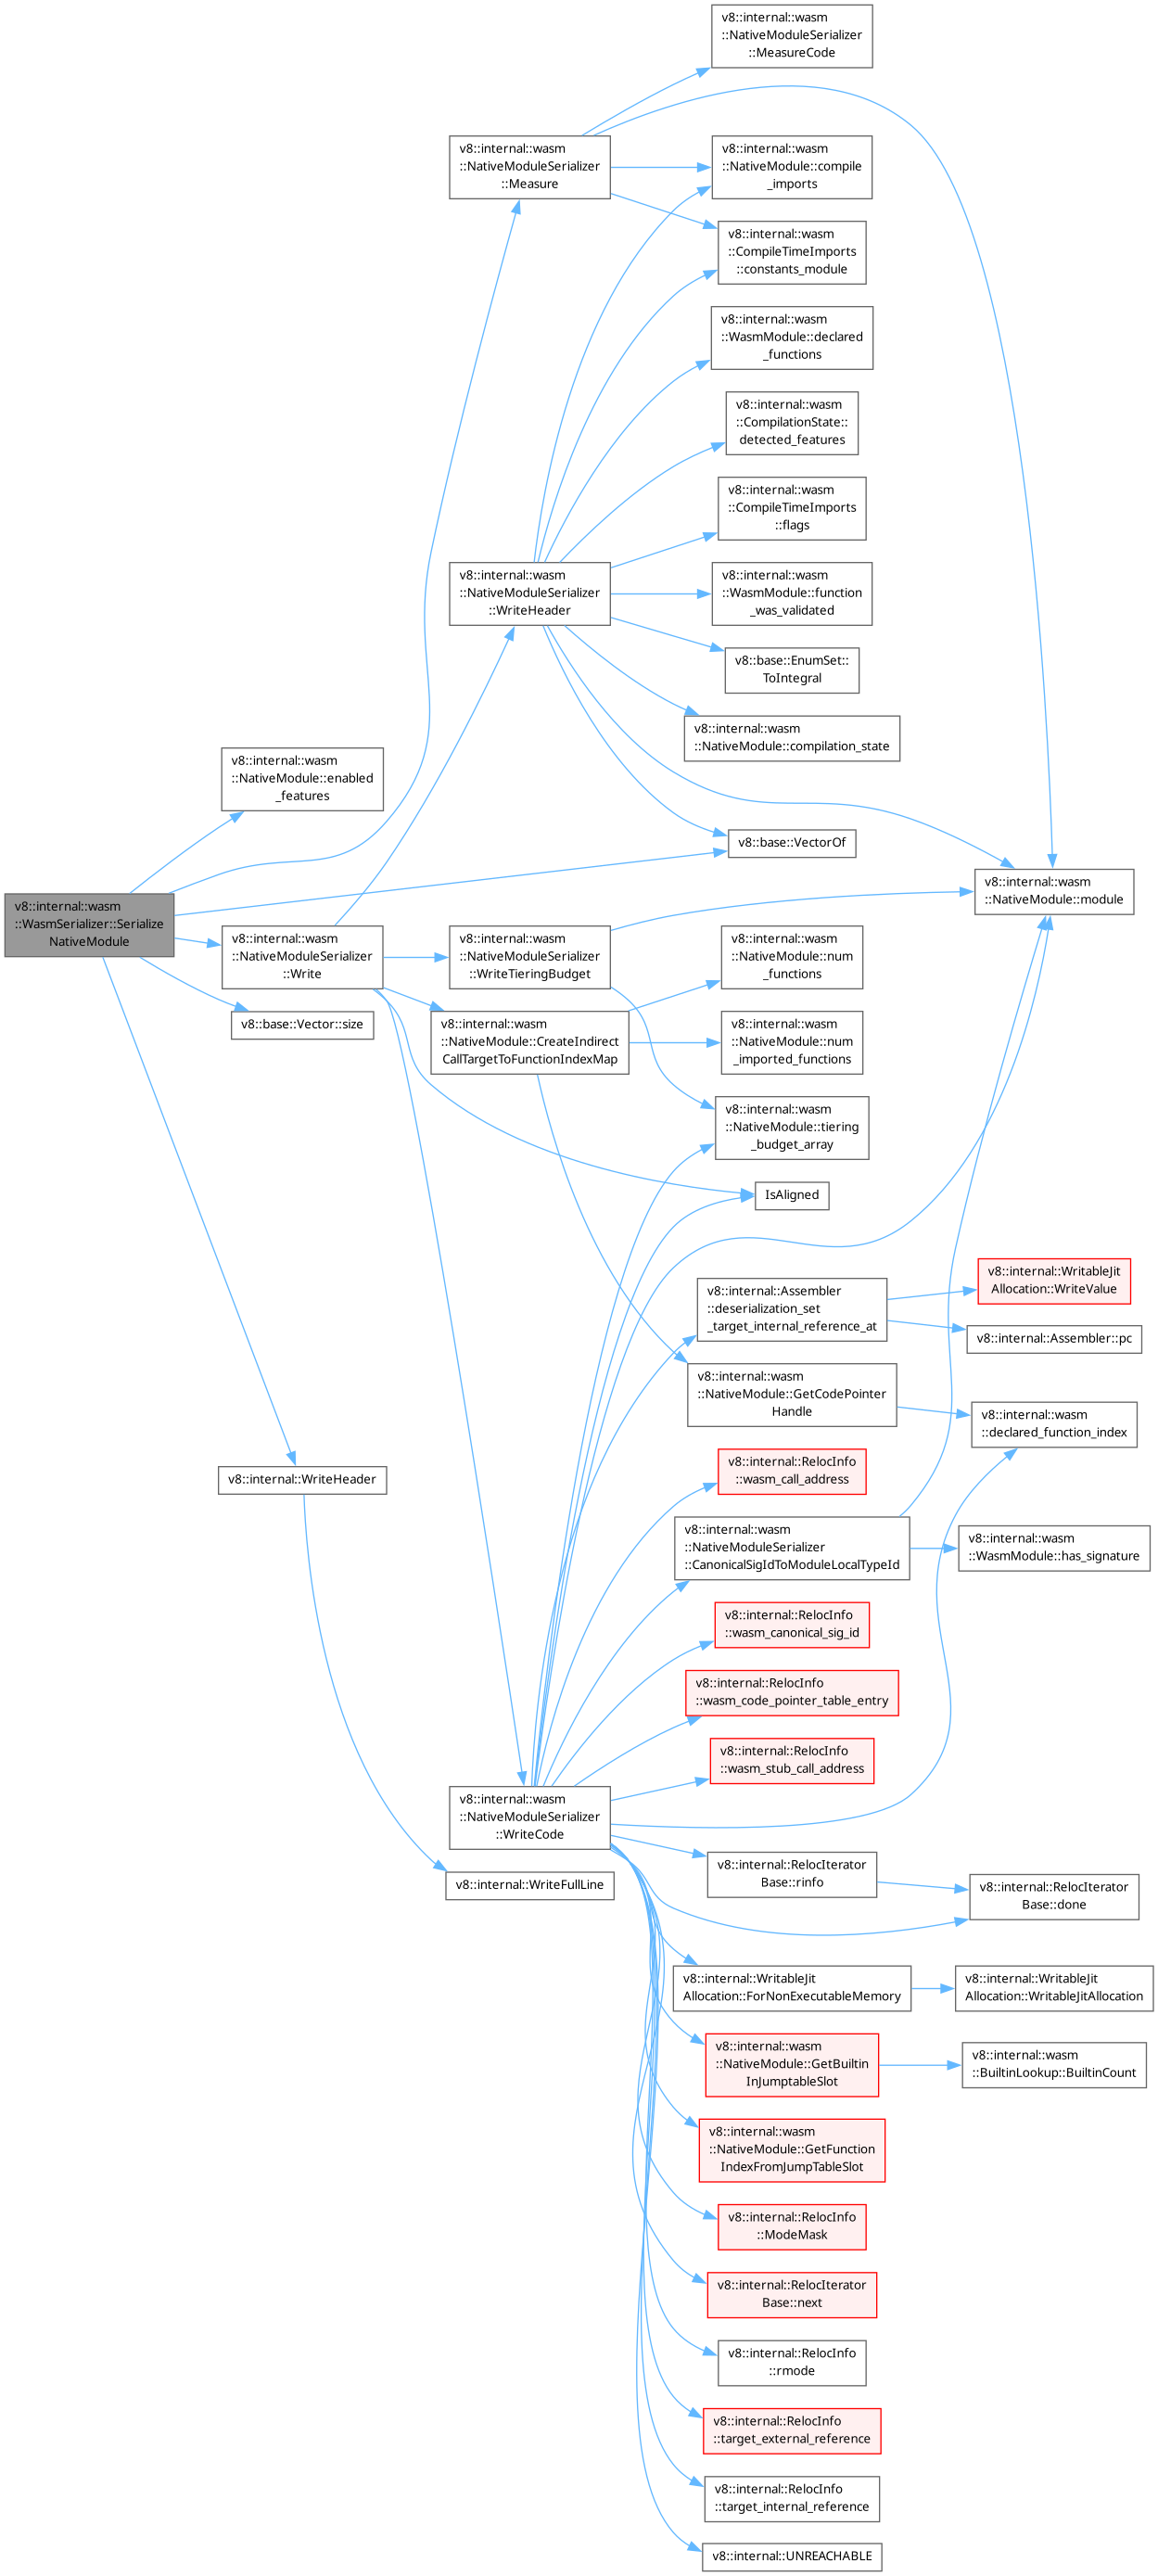 v8::internal::wasm
::NativeModuleSerializer
::MeasureCode
v8::internal::wasm
::NativeModuleSerializer
::Measure
v8::internal::wasm
::NativeModule::compile
_imports
v8::internal::wasm
::CompileTimeImports
::constants_module
v8::internal::wasm
::WasmModule::declared
_functions
v8::internal::wasm
::CompilationState::
detected_features
v8::internal::wasm
::CompileTimeImports
::flags
v8::internal::wasm
::NativeModuleSerializer
::WriteHeader
v8::internal::wasm
::WasmModule::function
_was_validated
v8::base::EnumSet::
ToIntegral
v8::internal::wasm
::NativeModule::compilation_state
v8::internal::wasm
::NativeModule::enabled
_features
v8::base::VectorOf
v8::internal::wasm
::NativeModule::module
v8::internal::wasm
::WasmSerializer::Serialize
NativeModule
v8::internal::wasm
::NativeModuleSerializer
::Write
v8::internal::wasm
::NativeModuleSerializer
::WriteTieringBudget
v8::internal::wasm
::NativeModule::num
_functions
v8::base::Vector::size
v8::internal::wasm
::NativeModule::CreateIndirect
CallTargetToFunctionIndexMap
v8::internal::wasm
::NativeModule::num
_imported_functions
v8::internal::wasm
::NativeModule::tiering
_budget_array
IsAligned
v8::internal::Assembler
::deserialization_set
_target_internal_reference_at
v8::internal::WritableJit
Allocation::WriteValue
v8::internal::Assembler::pc
v8::internal::wasm
::NativeModule::GetCodePointer
Handle
v8::internal::wasm
::declared_function_index
v8::internal::WriteHeader
v8::internal::RelocInfo
::wasm_call_address
v8::internal::wasm
::NativeModuleSerializer
::CanonicalSigIdToModuleLocalTypeId
v8::internal::wasm
::WasmModule::has_signature
v8::internal::RelocInfo
::wasm_canonical_sig_id
v8::internal::RelocInfo
::wasm_code_pointer_table_entry
v8::internal::RelocInfo
::wasm_stub_call_address
v8::internal::wasm
::NativeModuleSerializer
::WriteCode
v8::internal::WriteFullLine
v8::internal::RelocIterator
Base::rinfo
v8::internal::RelocIterator
Base::done
v8::internal::WritableJit
Allocation::ForNonExecutableMemory
v8::internal::WritableJit
Allocation::WritableJitAllocation
v8::internal::wasm
::NativeModule::GetBuiltin
InJumptableSlot
v8::internal::wasm
::BuiltinLookup::BuiltinCount
v8::internal::wasm
::NativeModule::GetFunction
IndexFromJumpTableSlot
v8::internal::RelocInfo
::ModeMask
v8::internal::RelocIterator
Base::next
v8::internal::RelocInfo
::rmode
v8::internal::RelocInfo
::target_external_reference
v8::internal::RelocInfo
::target_internal_reference
v8::internal::UNREACHABLE